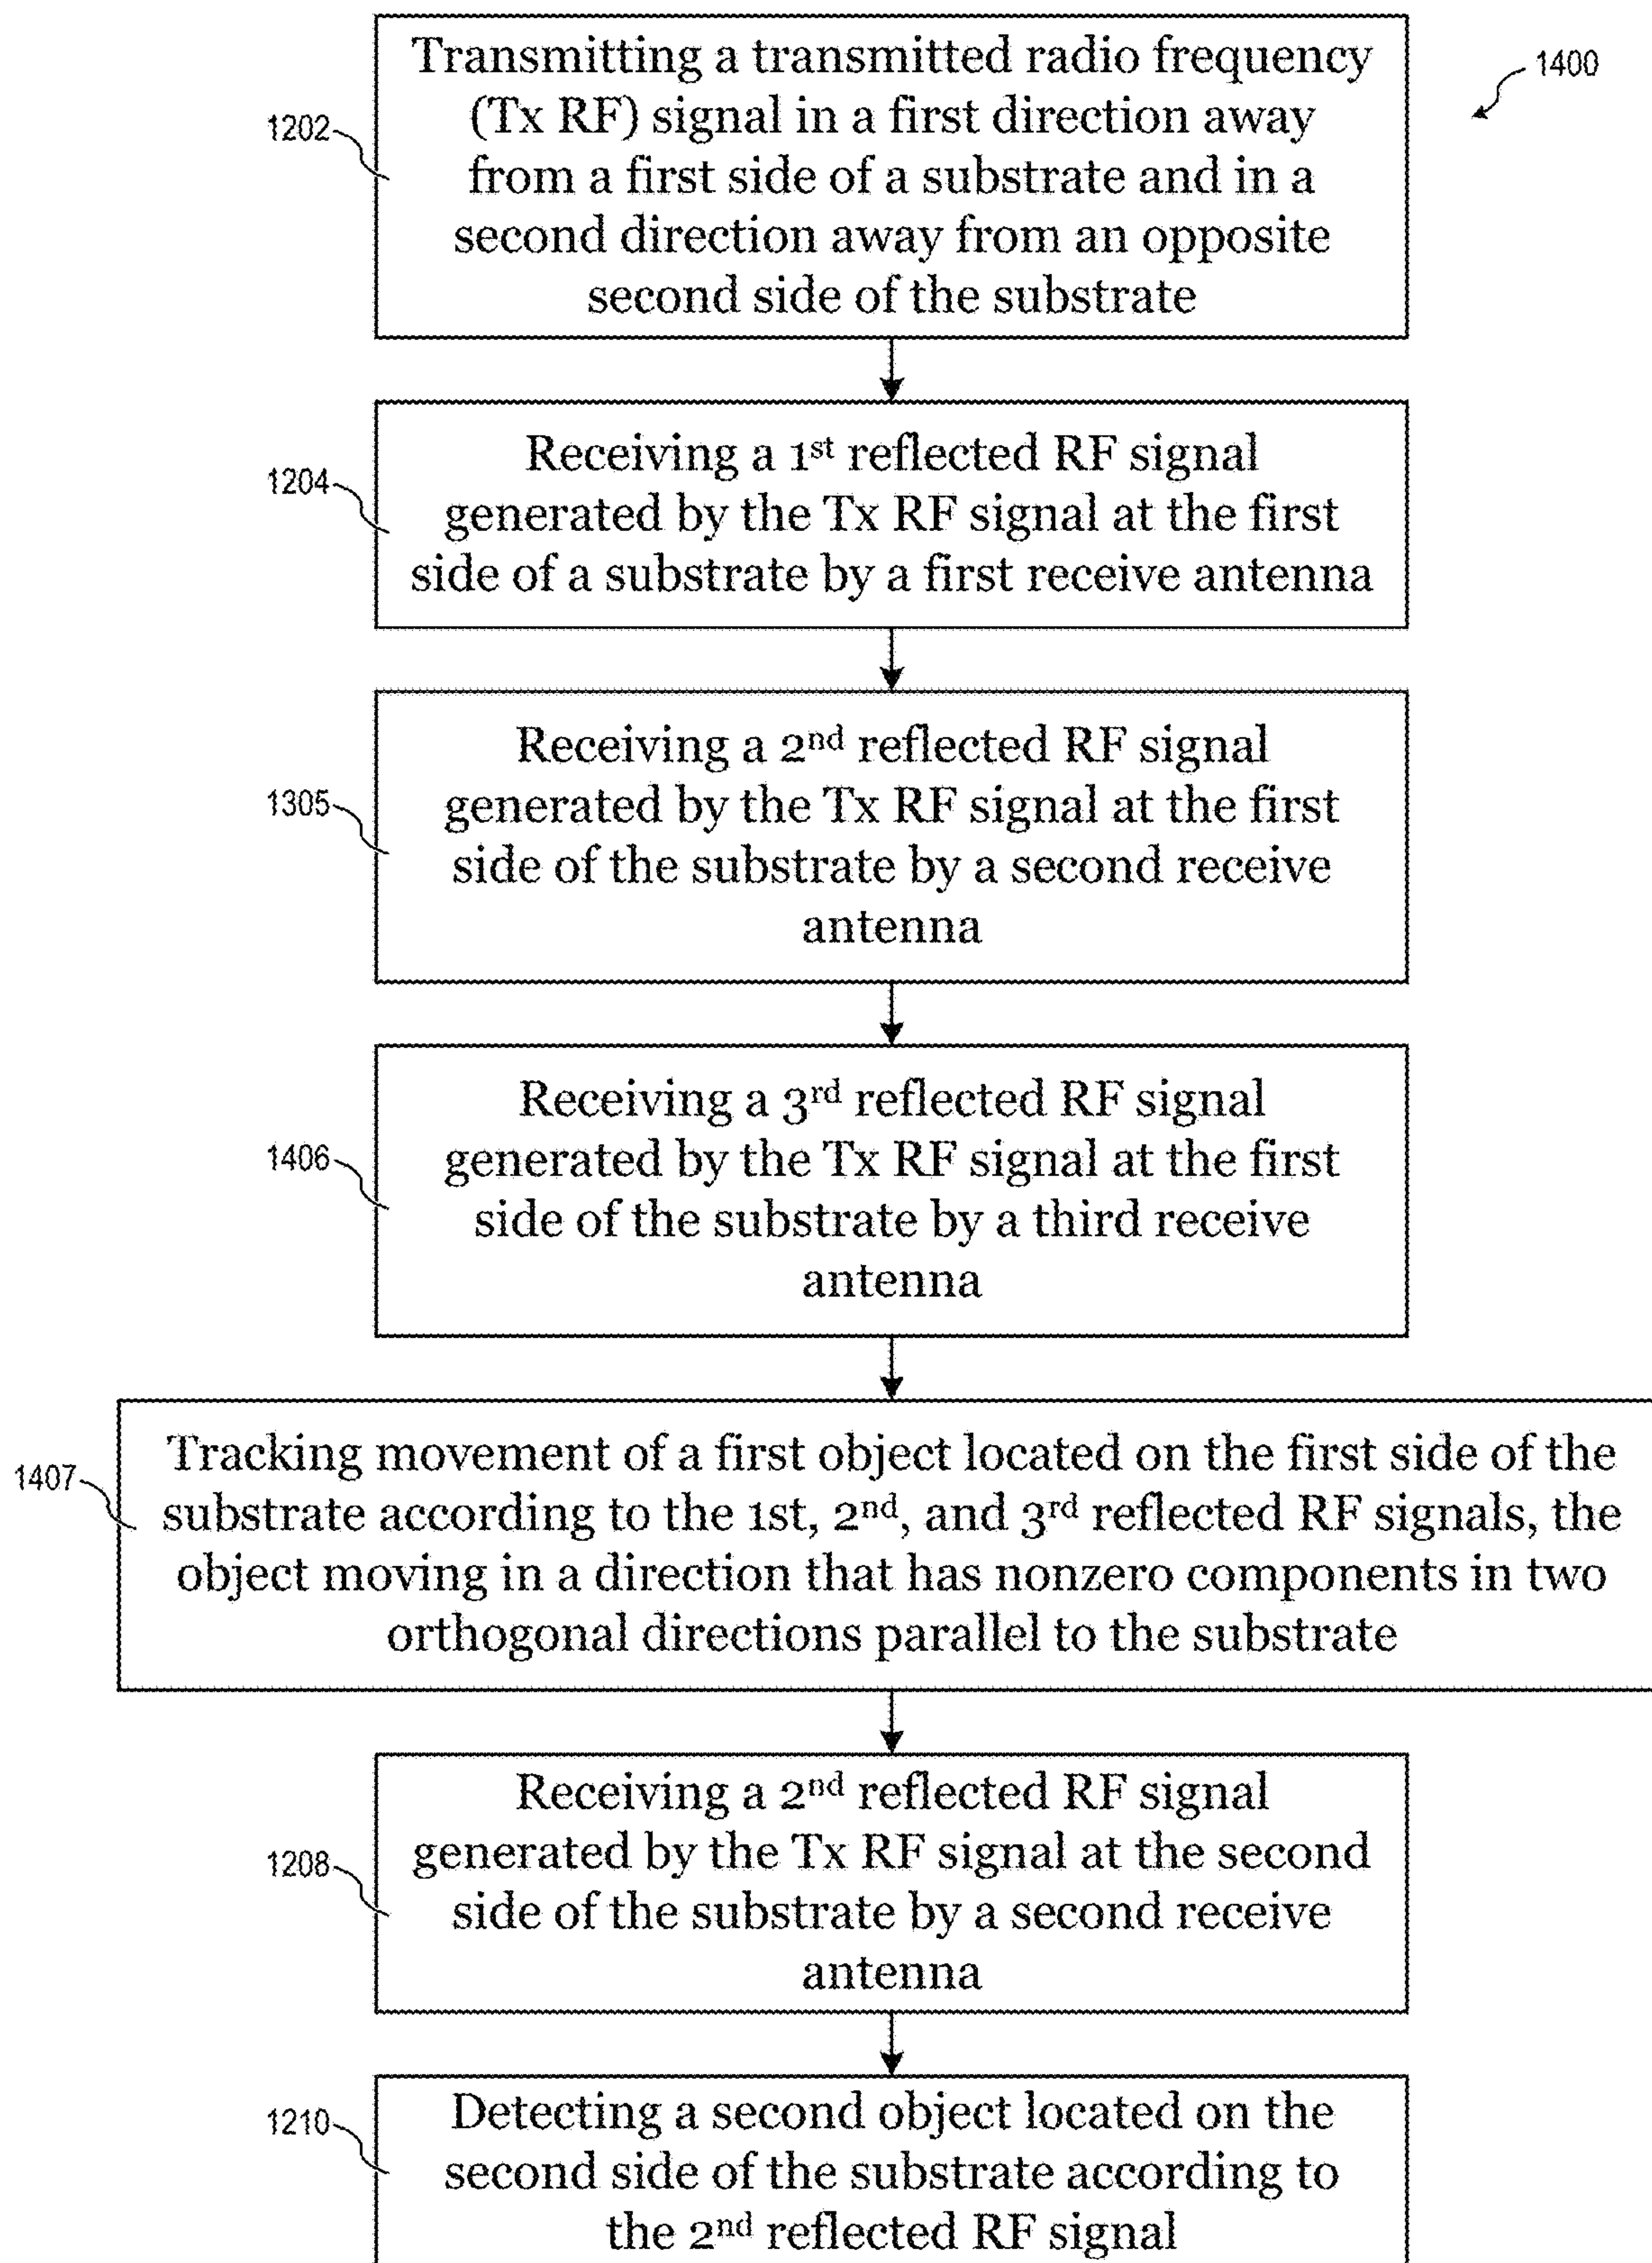 1400
Transmitting a transmitted radio frequency
(Tx RF) signal in a first direction away
from a first side of a substrate and in a
second direction away from an opposite
second side of the substrate
1202
Receiving a 1st reflected RF signal
generated by the Tx RF signal at the first
side of a substrate by a first receive antenna
1204
Receiving a 2nd reflected RF signal
generated by the Tx RF signal at the first
side of the substrate by a second receive
antenna
1305
Receiving a 3rd reflected RF signal
generated by the Tx RF signal at the first
side of the substrate by a third receive
antenna
1406
Tracking movement of a first object located on the first side of the
substrate according to the 1st, 2nd, and 3rd reflected RF signals, the
object moving in a direction that has nonzero components in two
orthogonal directions parallel to the substrate
1407
Receiving a 2nd reflected RF signal
generated by the Tx RF signal at the second
side of the substrate by a second receive
antenna
1208
Detecting a second object located on the
second side of the substrate according to
the 2nd reflected RF signal
1210